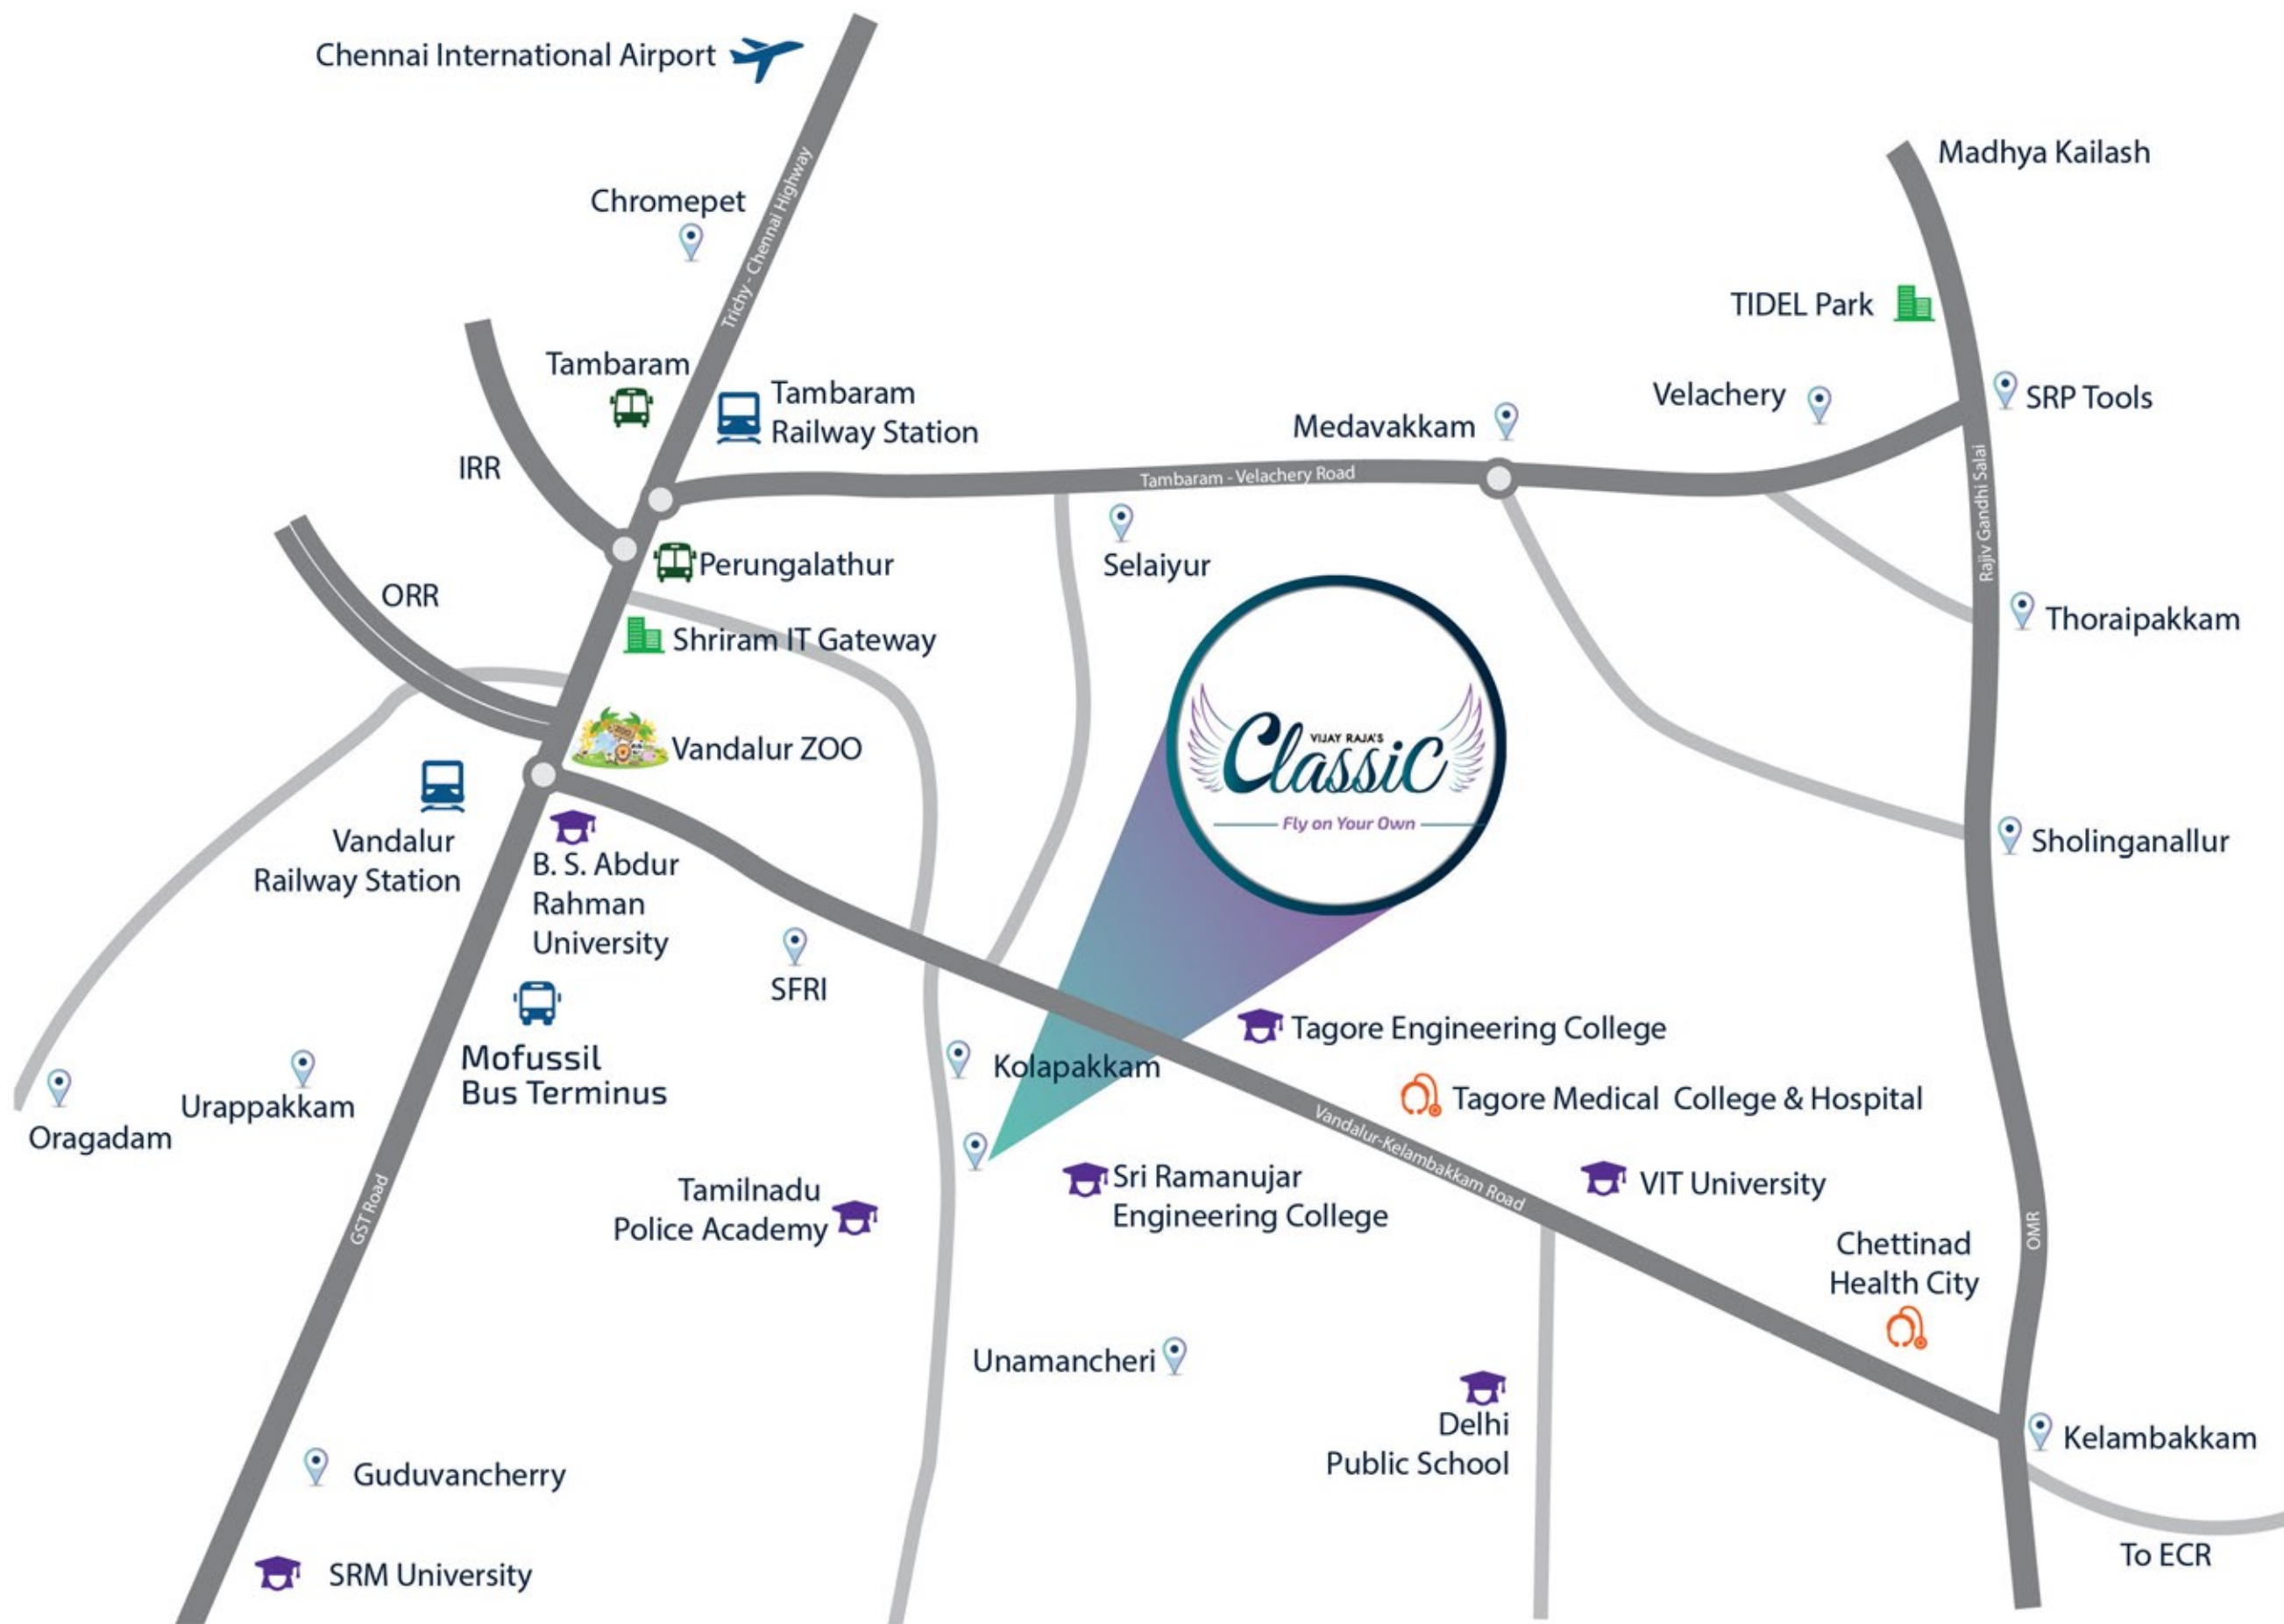 Chennai International Airport
Madhya Kailash
Trichy - Chennai Highway
Chromepet
TIDEL Park
Tambaram
Tambaram
Railway Station
Velachery
SRP Tools
Medavakkam
IRR
Tambaram - Velachery Road
Rajiv Gandhi Salai
Perungalathur
Selaiyur
ORR
Thoraipakkam
Shriram IT Gateway
Vandalur ZOO
ZOO
VIJAY RAJA'S
Classic
Fly on Your Own
Vandalur
Railway Station
B. S. Abdur
Rahman
University
Sholinganallur
SFRI
Mofussil
Bus Terminus
Kolapakkam
Tagore Engineering College
Tagore Medical College & Hospital
Urappakkam
Oragadam
Vandalur-Kelambakkam Road
GST Road
Tamilnadu
Police Academy
Sri Ramanujar
Engineering College
VIT University
OMR
Chettinad
Health City
Unamancheri
Delhi
Public School
Kelambakkam
Guduvancherry
To ECR
SRM University